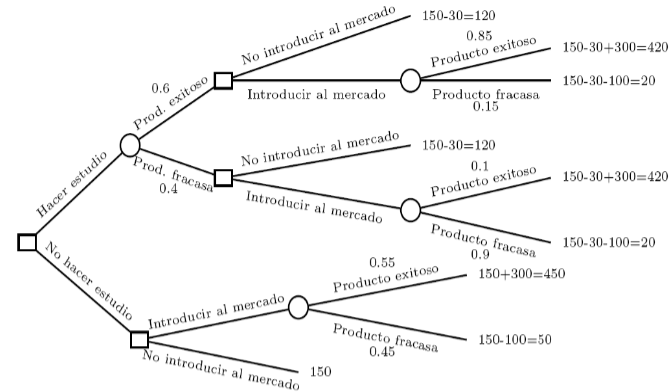 No introducir al mercado
150-30=120
0.85
Producto exitoso
150-30+300=420
0.6
Prod. exitoso
Introducir al mercado
Producto fracasa
150-30-100=20
0.15
No introducir al mercado
150-30=120
Hacer estudio
Prod. fracasa
0.4
0.1
Producto exitoso
150-30+300=420
Introducir al mercado
Producto fracasa
150-30-100=20
0.9
No hacer estudio
0.55
Producto exitoso
150+300=450
Introducir al mercado
Producto fracasa
150-100=50
0.45
No introducir al mercado
150